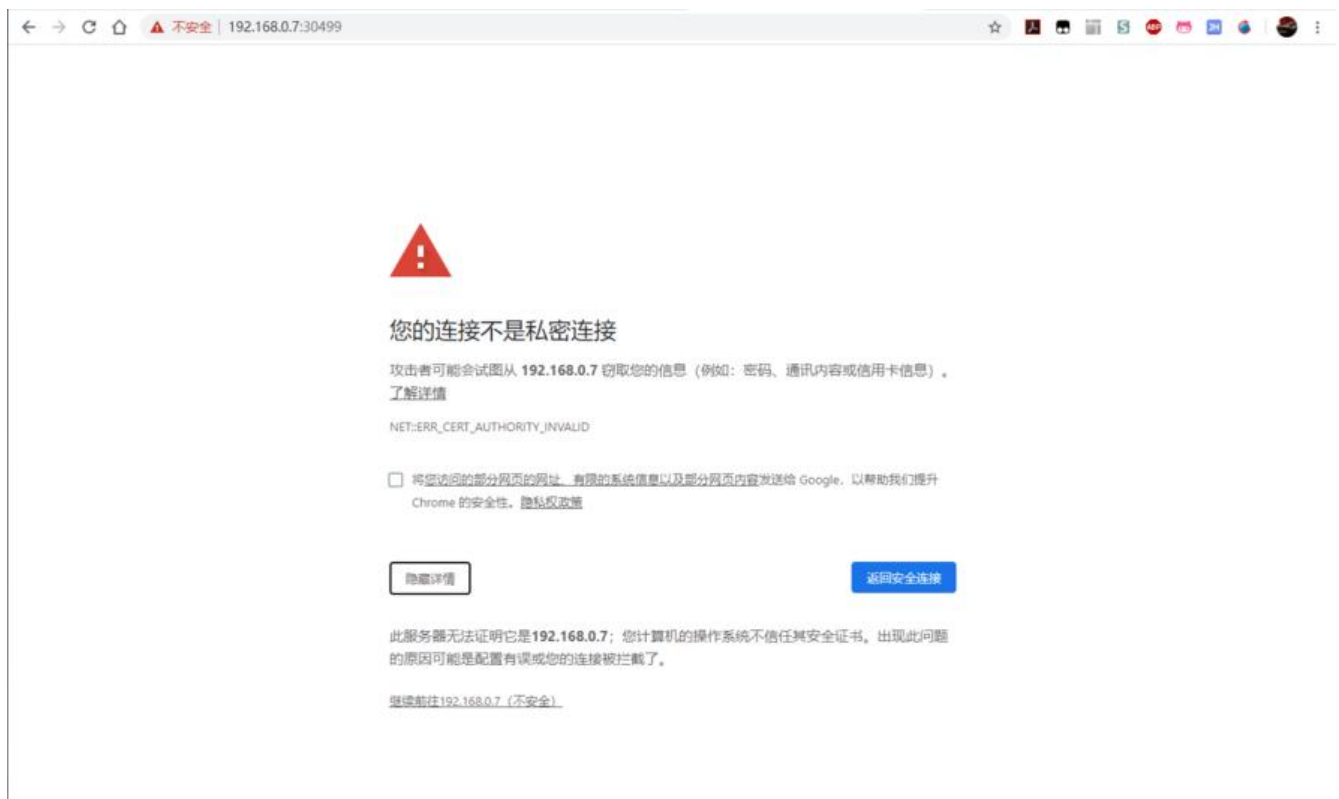 不安全 | 192.168.0.7:30499
您的连接不是私密连接
攻击者可能会试图从 192.168.0.7 窃取您的信息（例如：密码、通讯内容或信用卡信息）。
了解详情
NET::ERR_CERT_AUTHORITY_INVALID
将您访问的部分网页的网址、有限的系统信息以及部分网页内容发送给 Google，以帮助我们提升
Chrome 的安全性。隐私权政策
隐藏详情
返回安全连接
此服务器无法证明它是192.168.0.7；您计算机的操作系统不信任其安全证书。出现此问题
的原因可能是配置有误或您的连接被拦截了。
继续前往192.168.0.7（不安全）